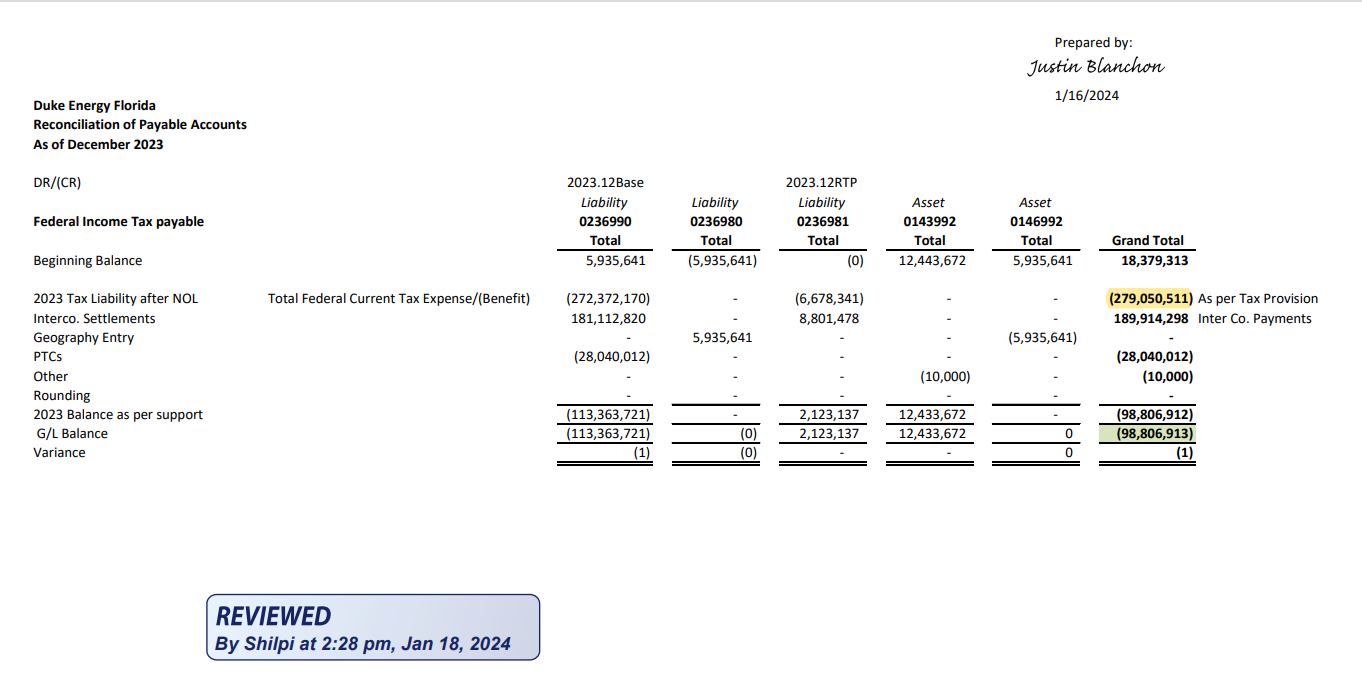 Prepared by:
Justin Blanchon
1/16/2024
Duke Energy Florida
Reconciliation of Payable Accounts
As of December 2023
DR/(CR) 2023.12Base 2023.12RTP
Liability Liability Liability Asset Asset
Federal Income Tax payable 0236990 0236980 0236981 0143992 0146992
Total Total Total Total Total Grand Total
Beginning Balance 5,935,641 (5,935,641) (0) 12,443,672 5,935,641 18,379,313
2023 Tax Liability after NOL Total Federal Current Tax Expense/(Benefit) (272,372,170) - (6,678,341) - - (279,050,511) As per Tax Provision
Interco. Settlements 181,112,820 - 8,801,478 - - 189,914,298 Inter Co. Payments
Geography Entry - 5,935,641 - - (5,935,641) -
PTCs (28,040,012) - - - - (28,040,012)
Other - - - (10,000) - (10,000)
Rounding - - - - - -
2023 Balance as per support (113,363,721) - 2,123,137 12,433,672 - (98,806,912)
G/L Balance (113,363,721) (0) 2,123,137 12,433,672 0 (98,806,913)
Variance (1) (0) - - 0 (1)
REVIEWED
By Shilpi at 2:28 pm, Jan 18, 2024